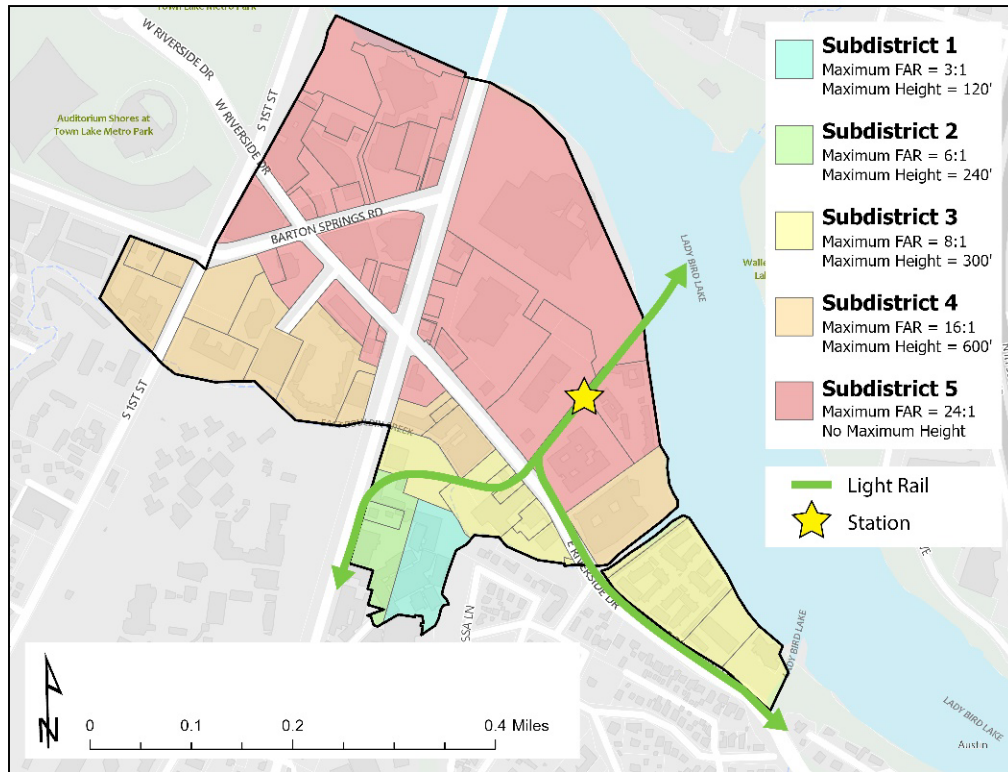 Town Lake Metro Park
W RIVERSIDE DR
W RIVERSIDE DR
S 1ST ST
Auditorium Shores at
Town Lake Metro Park
BARTON SPRINGS RD
LADY BIRD LAKE
S 1ST ST
E RIVERSIDE DR
LADY BIRD LAKE
Austin
Subdistrict 1
Maximum FAR = 3:1
Maximum Height = 120'
Subdistrict 2
Maximum FAR = 6:1
Maximum Height = 240'
Subdistrict 3
Maximum FAR = 8:1
Maximum Height = 300'
Subdistrict 4
Maximum FAR = 16:1
Maximum Height = 600'
Subdistrict 5
Maximum FAR = 24:1
No Maximum Height
Light Rail
Station
N
0 0.1 0.2 0.4 Miles